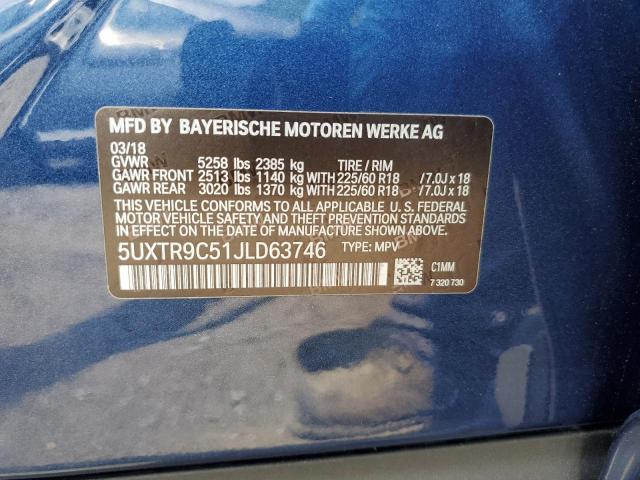 MFD BY BAYERISCHE MOTOREN WERKE AG
03/18
GVWR 5258 lbs 2385 kg TIRE / RIM
GAWR FRONT 2513 lbs 1140 kg WITH 225/60 R18 /7.0J x 18
GAWR REAR 3020 lbs 1370 kg WITH 225/60 R18 /7.0J x 18
THIS VEHICLE CONFORMS TO ALL APPLICABLE U. S. FEDERAL
MOTOR VEHICLE SAFETY AND THEFT PREVENTION STANDARDS
IN EFFECT ON THE DATE OF MANUFACTURE SHOWN ABOVE.
5UXTR9C51JLD63746 TYPE: MPV
C1MM
7 320 730